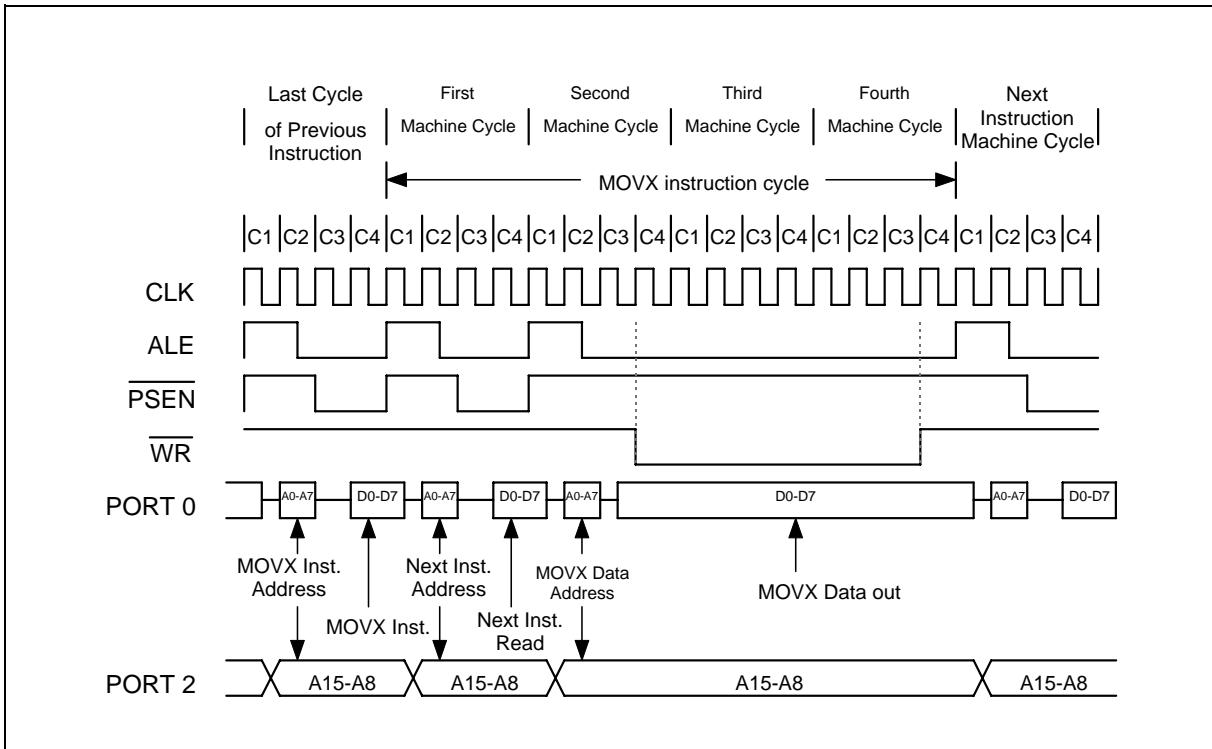 Last Cycle
of Previous
Instruction
First
Machine Cycle
Second
Machine Cycle
Third
Machine Cycle
Fourth
Machine Cycle
Next
Instruction
Machine Cycle
MOVX instruction cycle
C1 C2 C3 C4 C1 C2 C3 C4 C1 C2 C3 C4 C1 C2 C3 C4 C1 C2 C3 C4 C1 C2 C3 C4
CLK
ALE
PSEN
WR
PORT 0
A0-A7 D0-D7 A0-A7 D0-D7 A0-A7 D0-D7 A0-A7 D0-D7
MOVX Inst.
Address
MOVX Inst.
Next Inst.
Address
Next Inst.
Read
MOVX Data
Address
MOVX Data out
PORT 2
A15-A8 A15-A8 A15-A8 A15-A8